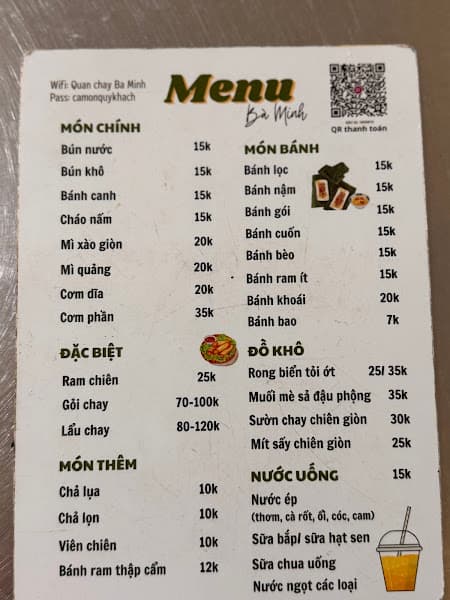 Wifi: Quan chay Ba Minh
Pass: camonquykhach
Menu
Bà Minh
QR thanh toán
MÓN CHÍNH
Bún nước 15k
Bún khô 15k
Bánh canh 15k
Cháo nấm 15k
Mì xào giòn 20k
Mì quảng 20k
Cơm dĩa 20k
Cơm phần 35k
ĐẶC BIỆT
Ram chiên 25k
Gỏi chay 70-100k
Lẩu chay 80-120k
MÓN THÊM
Chả lụa 10k
Chả lọn 10k
Viên chiên 10k
Bánh ram thập cẩm 12k
MÓN BÁNH
Bánh lọc 15k
Bánh nậm 15k
Bánh gói 15k
Bánh cuốn 15k
Bánh bèo 15k
Bánh ram ít 15k
Bánh khoái 20k
Bánh bao 7k
ĐỒ KHÔ
Rong biển tỏi ớt 25/ 35k
Muối mè sả đậu phộng 35k
Sườn chay chiên giòn 30k
Mít sấy chiên giòn 25k
NƯỚC UỐNG 15k
Nước ép
(thơm, cà rốt, ổi, cóc, cam)
Sữa bắp/ sữa hạt sen
Sữa chua uống
Nước ngọt các loại